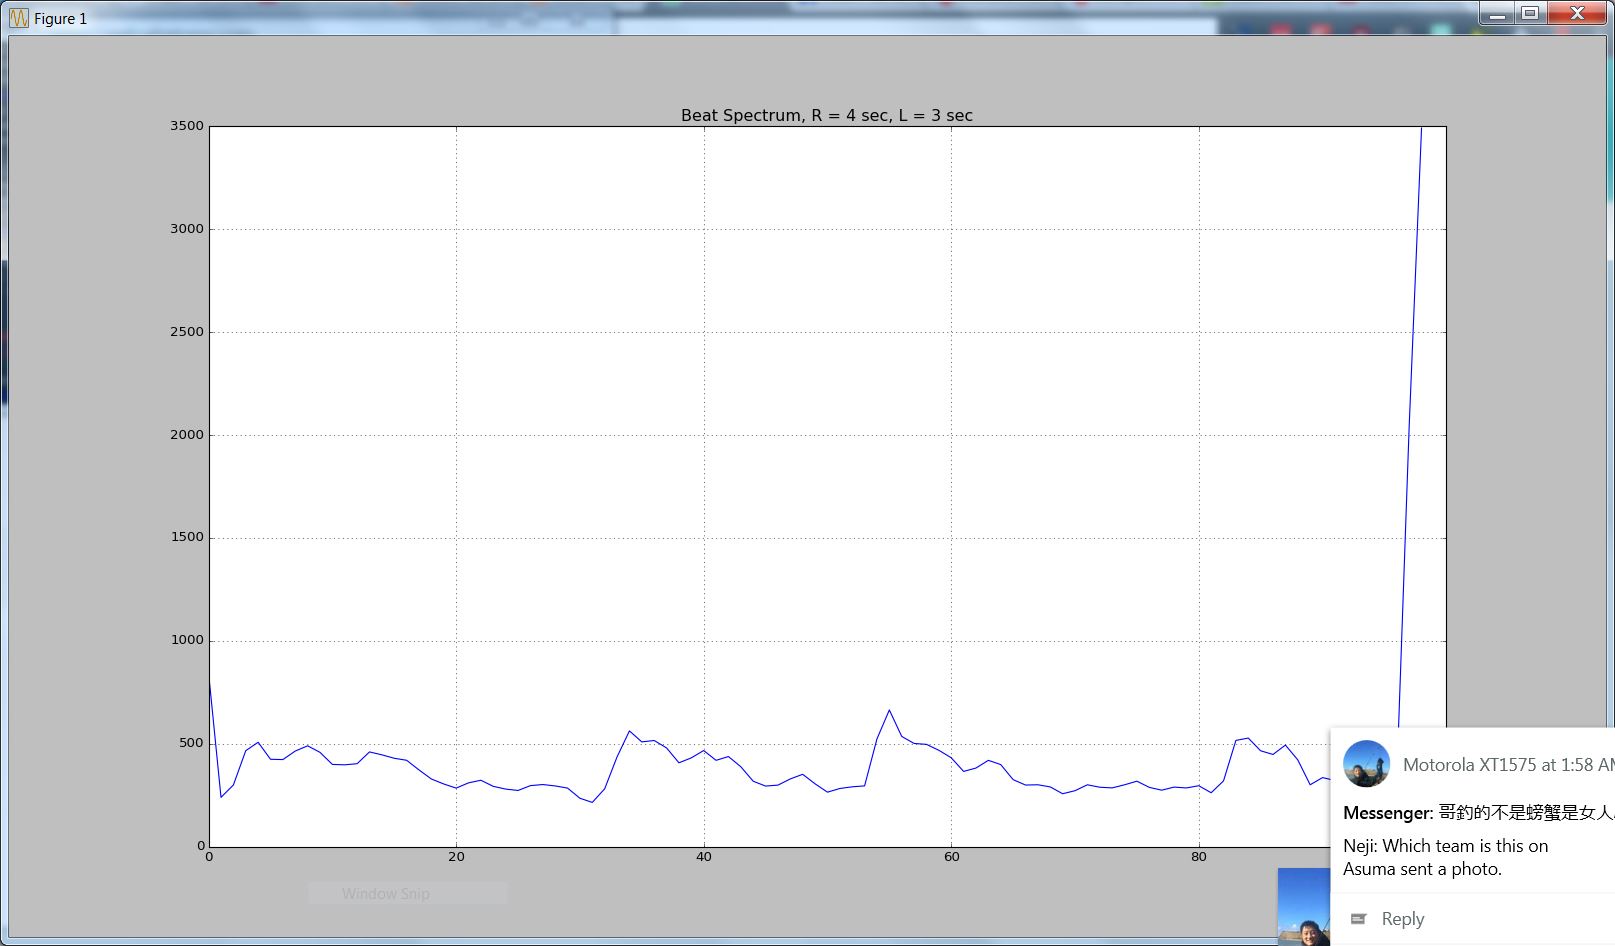 Figure 1
Beat Spectrum, R = 4 sec, L = 3 sec
3500
3000
2500
2000
1500
1000
500
0
0 20 40 60 80
Window Snip
Motorola XT1575 at 1:58 AM
Messenger: 哥釣的不是螃蟹是女人
Neji: Which team is this on
Asuma sent a photo.
Reply